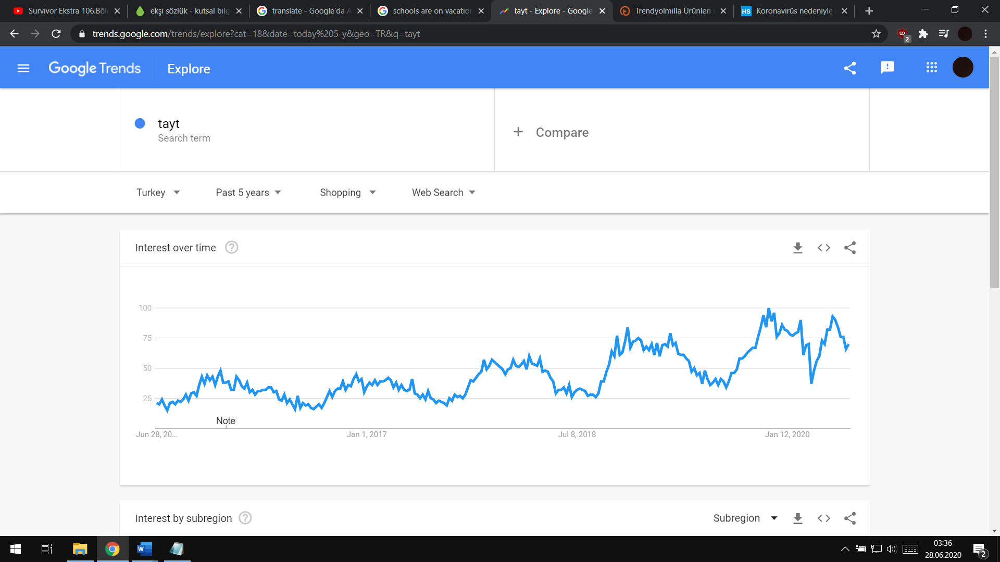 Survivor Ekstra 106.Böl
ekşi sözlük - kutsal bilg
translate - Google'da A
schools are on vacation
tayt - Explore - Google
Trendyolmilla Ürünleri v
Koronavirüs nedeniyle
trends.google.com/trends/explore?cat=18&date=today%205-y&geo=TR&q=tayt
2
Google Trends
Explore
tayt
Search term
+ Compare
Turkey
Past 5 years
Shopping
Web Search
Interest over time
100
75
50
25
Note
Jun 28, 20...
Jan 1, 2017
Jul 8, 2018
Jan 12, 2020
Interest by subregion
Subregion
03:36
28.06.2020
2